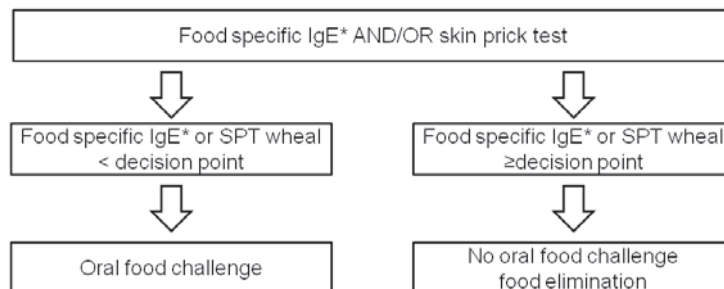 Food specific IgE* AND/OR skin prick test
Food specific IgE* or SPT wheal
< decision point
Food specific IgE* or SPT wheal
≥decision point
Oral food challenge
No oral food challenge
food elimination